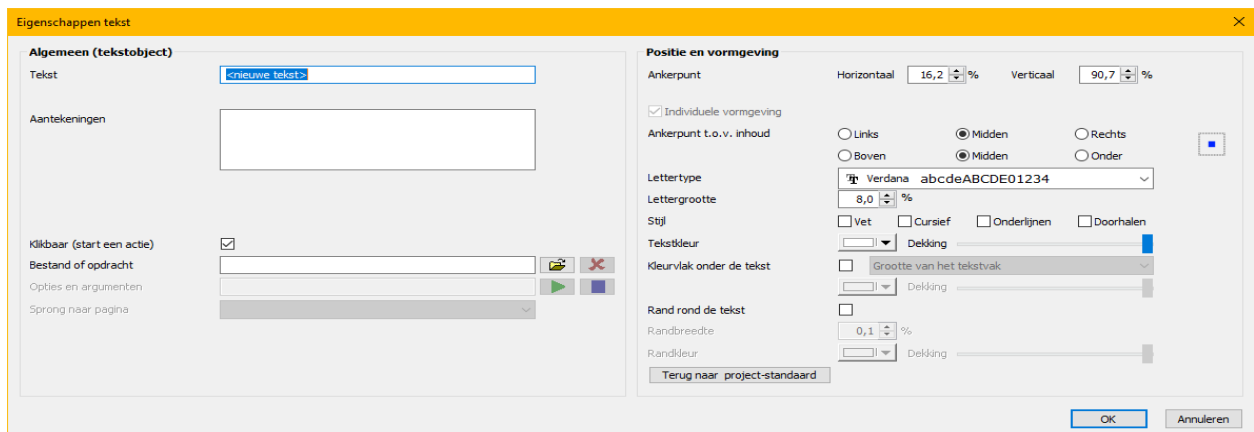 Eigenschappen tekst
Algemeen (tekstobject)
Tekst <nieuwe tekst>
Aantekeningen
Klikbaar (start een actie)
Bestand of opdracht
Opties en argumenten
Sprong naar pagina
Positie en vormgeving
Ankerpunt Horizontaal 16,2 % Verticaal 90,7 %
Individuele vormgeving
Ankerpunt t.o.v. inhoud Links Midden Rechts
Boven Midden Onder
Lettertype Verdana abcdeABCDE01234
Lettergrootte 8,0 %
Stijl Vet Cursief Onderlijnen Doorhalen
Tekstkleur Dekking
Kleurvlak onder de tekst Grootte van het tekstvak
Dekking
Rand rond de tekst
Randbreedte 0,1 %
Randkleur Dekking
Terug naar project-standaard
OK Annuleren